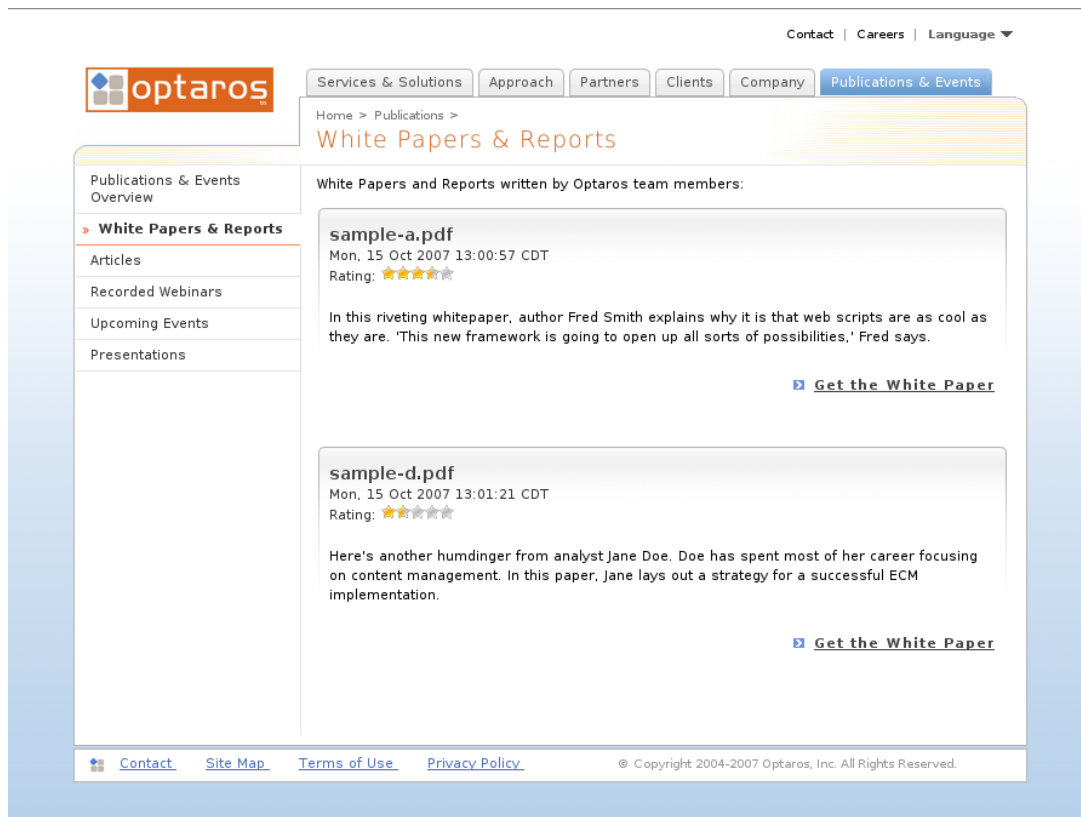 Contact | Careers | Language
optaros
Services & Solutions
Approach
Partners
Clients
Company
Publications & Events
Home > Publications >
White Papers & Reports
Publications & Events
Overview
» White Papers & Reports
Articles
Recorded Webinars
Upcoming Events
Presentations
White Papers and Reports written by Optaros team members:
sample-a.pdf
Mon, 15 Oct 2007 13:00:57 CDT
Rating:
In this riveting whitepaper, author Fred Smith explains why it is that web scripts are as cool as
they are. 'This new framework is going to open up all sorts of possibilities,' Fred says.
Get the White Paper
sample-d.pdf
Mon, 15 Oct 2007 13:01:21 CDT
Rating:
Here's another humdinger from analyst Jane Doe. Doe has spent most of her career focusing
on content management. In this paper, Jane lays out a strategy for a successful ECM
implementation.
Get the White Paper
Contact Site Map Terms of Use Privacy Policy © Copyright 2004-2007 Optaros, Inc. All Rights Reserved.